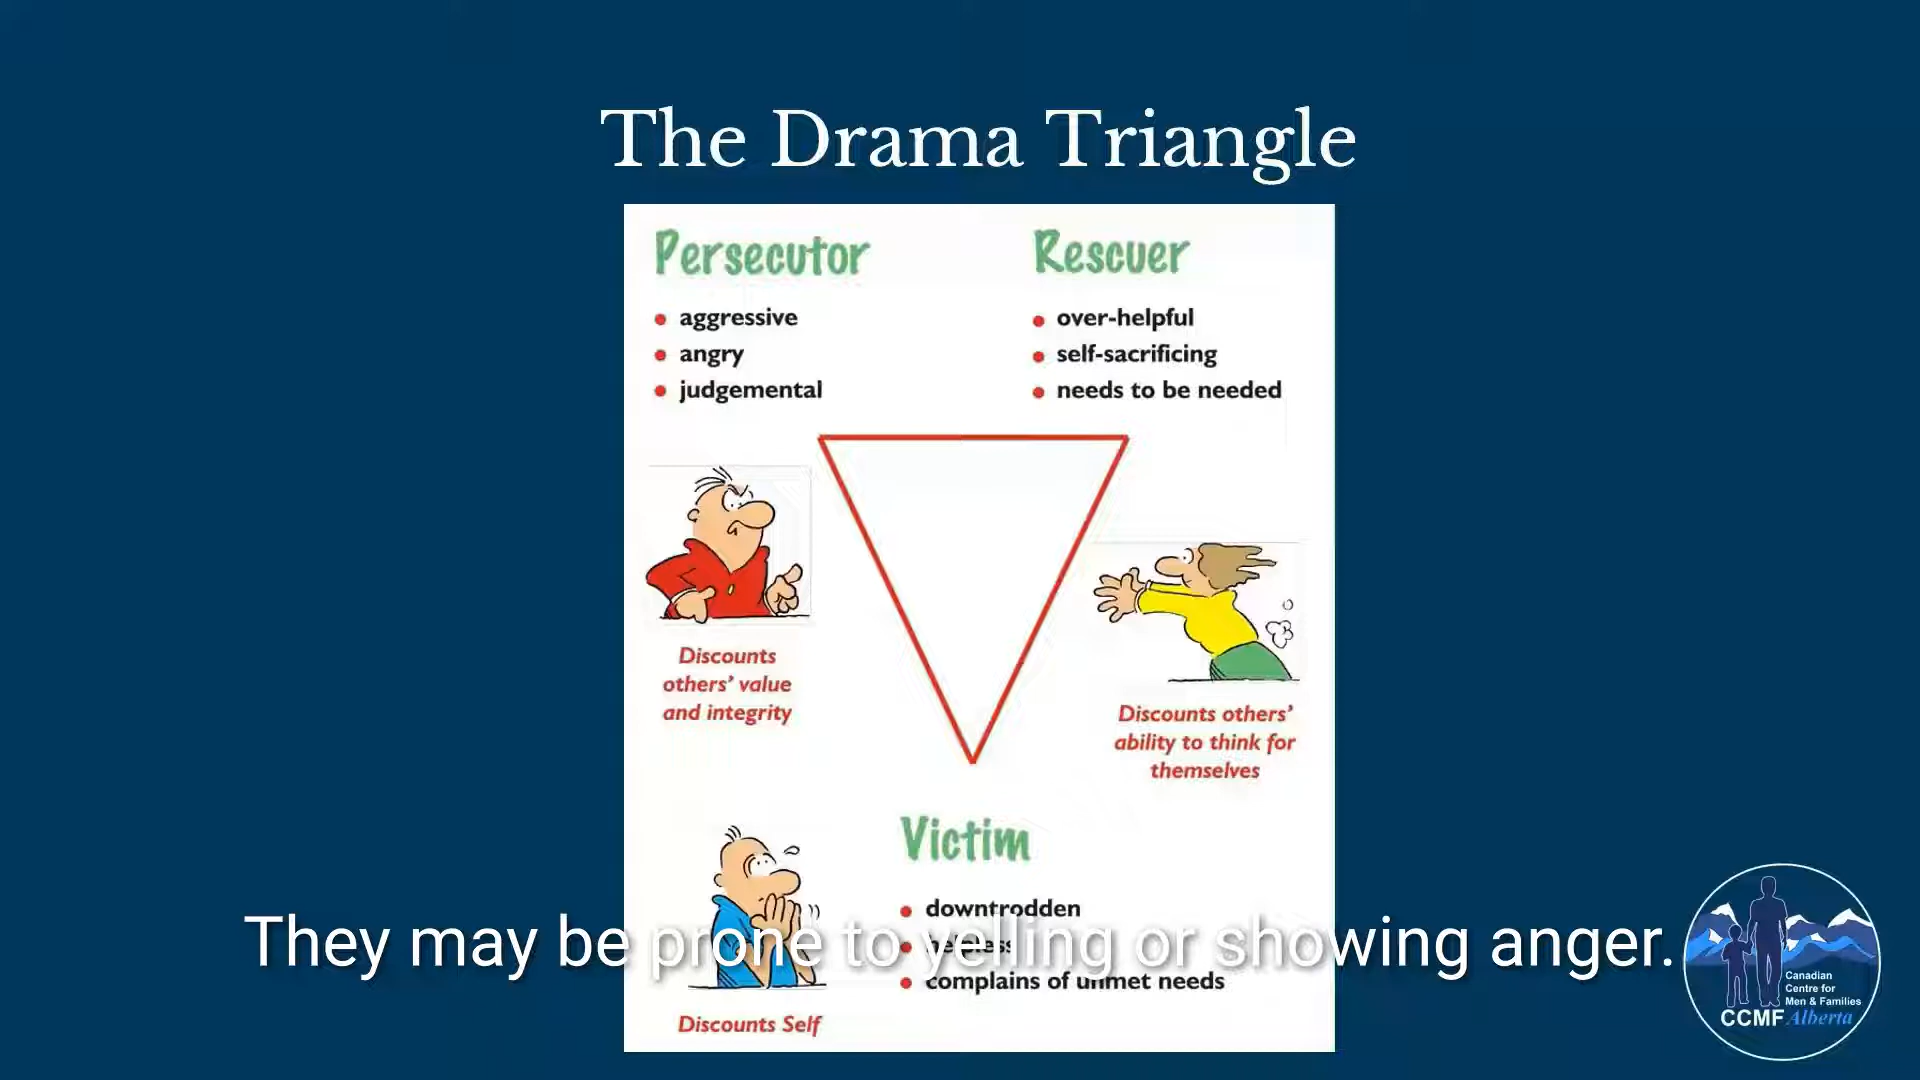 The Drama Triangle
Persecutor
• aggressive
• angry
• judgemental
Rescuer
• over-helpful
• self-sacrificing
• needs to be needed
Discounts
others' value
and integrity
Discounts others'
ability to think for
themselves
Victim
• downtrodden
• helpless
• complains of unmet needs
Discounts Self
They may be prone to yelling or showing anger.
Canadian
Centre for
Men & Families
CCMF Alberta